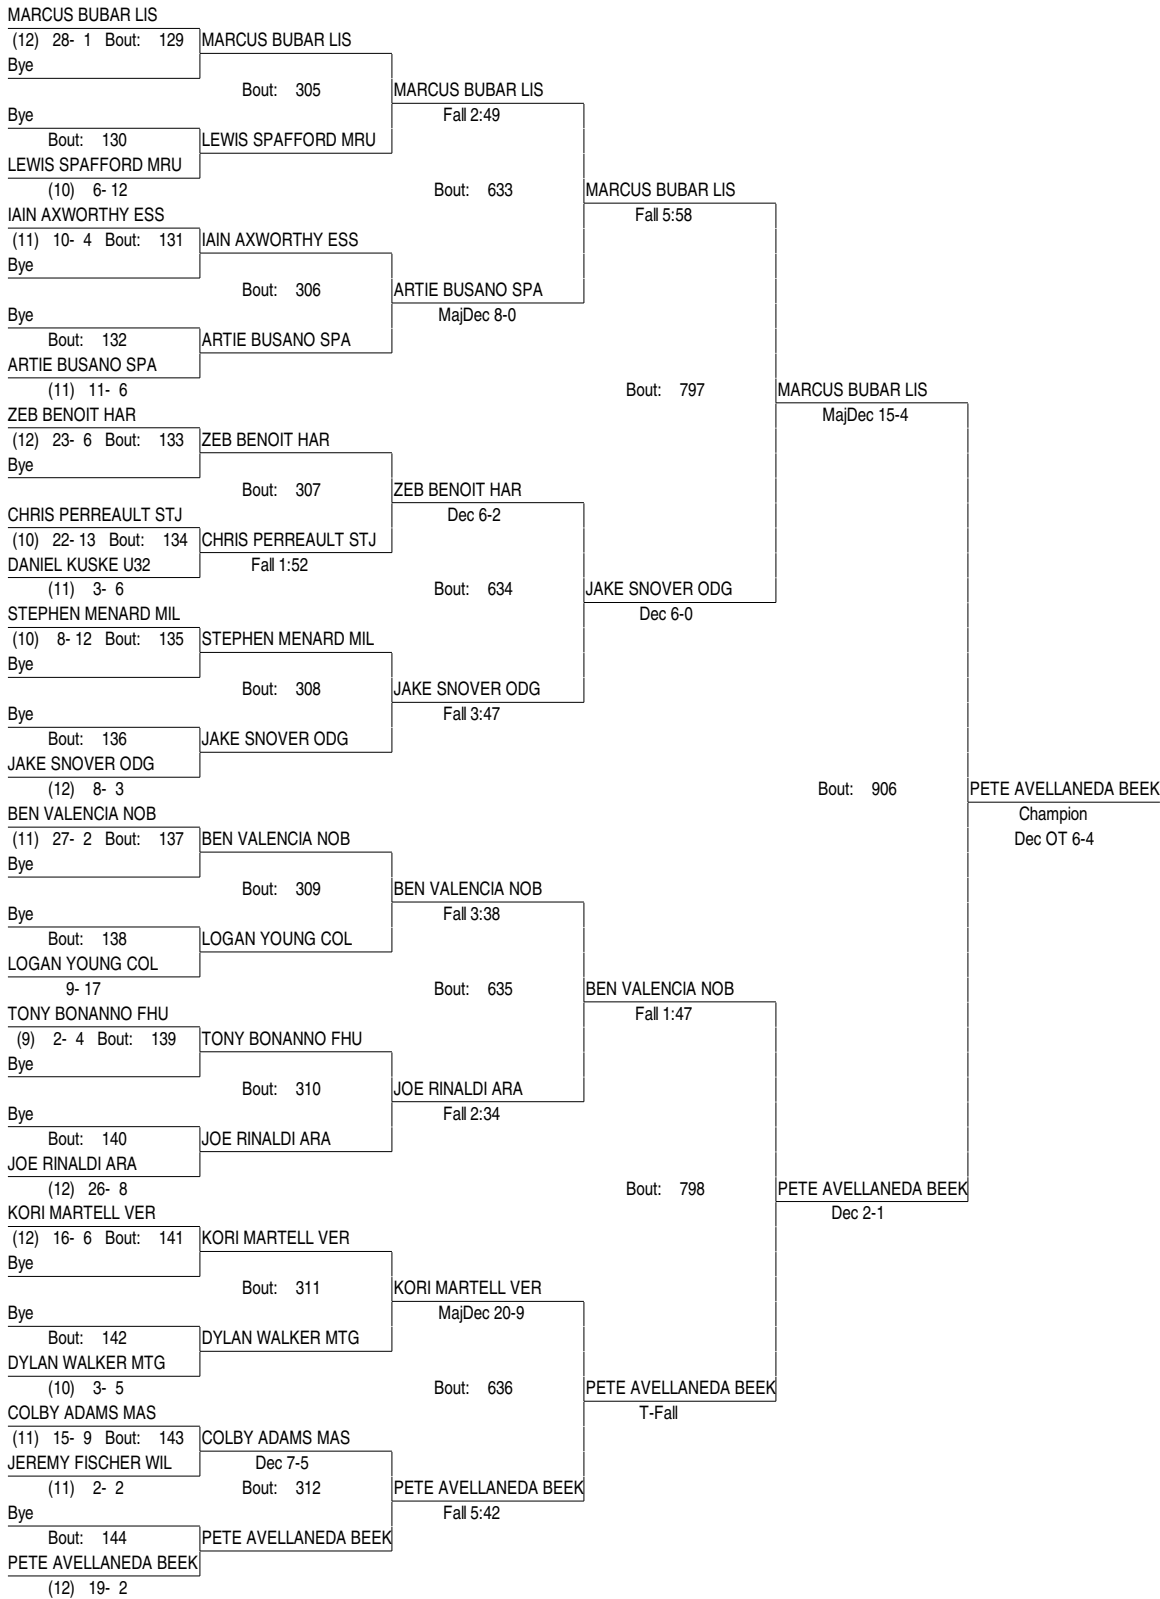 MARCUS BUBAR LIS
(12) 28- 1 Bout: 129 MARCUS BUBAR LIS
Bye
Bout: 305 MARCUS BUBAR LIS
Bye Fall 2:49
Bout: 130 LEWIS SPAFFORD MRU
LEWIS SPAFFORD MRU
(10) 6- 12 Bout: 633 MARCUS BUBAR LIS
IAIN AXWORTHY ESS Fall 5:58
(11) 10- 4 Bout: 131 IAIN AXWORTHY ESS
Bye
Bout: 306 ARTIE BUSANO SPA
Bye MajDec 8-0
Bout: 132 ARTIE BUSANO SPA
ARTIE BUSANO SPA
(11) 11- 6 Bout: 797 MARCUS BUBAR LIS
ZEB BENOIT HAR MajDec 15-4
(12) 23- 6 Bout: 133 ZEB BENOIT HAR
Bye
Bout: 307 ZEB BENOIT HAR
CHRIS PERREAULT STJ Dec 6-2
(10) 22- 13 Bout: 134 CHRIS PERREAULT STJ
DANIEL KUSKE U32 Fall 1:52
(11) 3- 6 Bout: 634 JAKE SNOVER ODG
STEPHEN MENARD MIL Dec 6-0
(10) 8- 12 Bout: 135 STEPHEN MENARD MIL
Bye
Bout: 308 JAKE SNOVER ODG
Bye Fall 3:47
Bout: 136 JAKE SNOVER ODG
JAKE SNOVER ODG
(12) 8- 3 Bout: 906 PETE AVELLANEDA BEEK
BEN VALENCIA NOB Champion
(11) 27- 2 Bout: 137 BEN VALENCIA NOB Dec OT 6-4
Bye
Bout: 309 BEN VALENCIA NOB
Bye Fall 3:38
Bout: 138 LOGAN YOUNG COL
LOGAN YOUNG COL
9- 17 Bout: 635 BEN VALENCIA NOB
TONY BONANNO FHU Fall 1:47
(9) 2- 4 Bout: 139 TONY BONANNO FHU
Bye
Bout: 310 JOE RINALDI ARA
Bye Fall 2:34
Bout: 140 JOE RINALDI ARA
JOE RINALDI ARA
(12) 26- 8 Bout: 798 PETE AVELLANEDA BEEK
KORI MARTELL VER Dec 2-1
(12) 16- 6 Bout: 141 KORI MARTELL VER
Bye
Bout: 311 KORI MARTELL VER
Bye MajDec 20-9
Bout: 142 DYLAN WALKER MTG
DYLAN WALKER MTG
(10) 3- 5 Bout: 636 PETE AVELLANEDA BEEK
COLBY ADAMS MAS T-Fall
(11) 15- 9 Bout: 143 COLBY ADAMS MAS
JEREMY FISCHER WIL Dec 7-5
(11) 2- 2 Bout: 312 PETE AVELLANEDA BEEK
Bye Fall 5:42
Bout: 144 PETE AVELLANEDA BEEK
PETE AVELLANEDA BEEK
(12) 19- 2